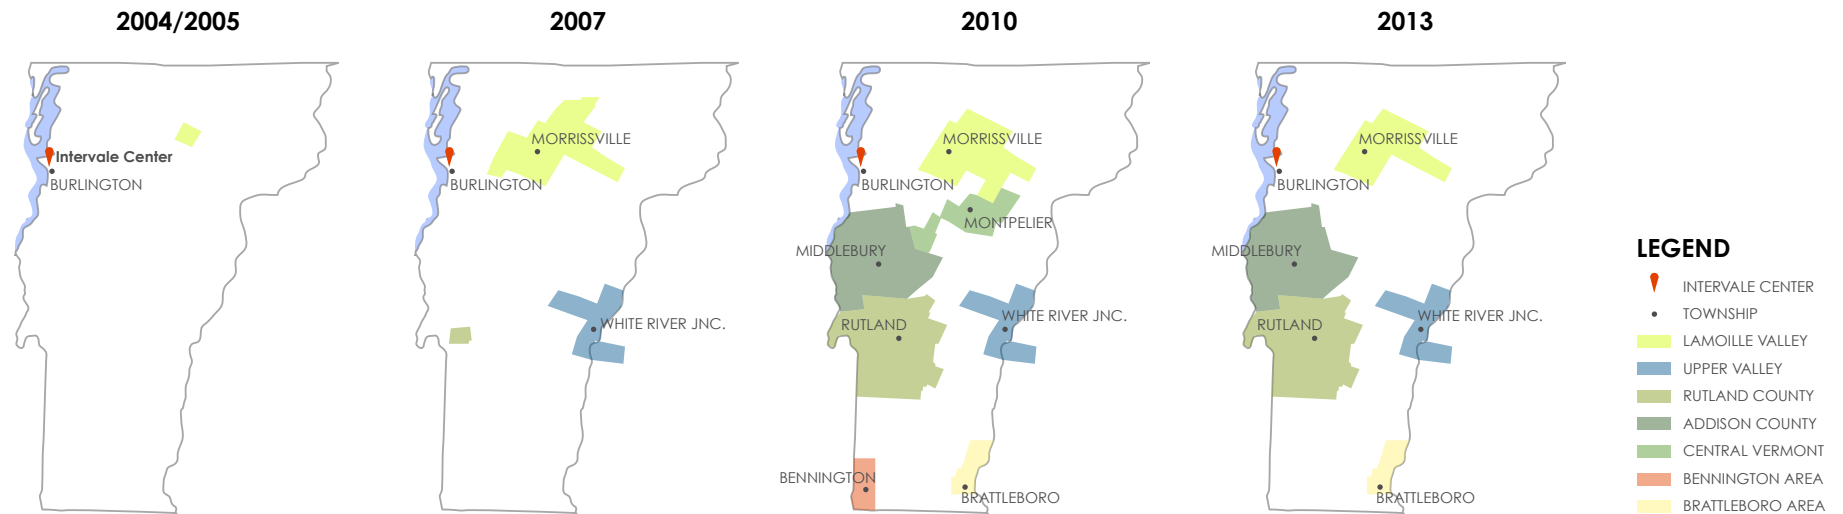 2004/2005
Intervale Center
BURLINGTON
2007
MORRISSVILLE
BURLINGTON
WHITE RIVER JNC.
2010
MORRISSVILLE
BURLINGTON
MONTPELIER
MIDDLEBURY
WHITE RIVER JNC.
RUTLAND
BENNINGTON
BRATTLEBORO
2013
MORRISSVILLE
BURLINGTON
MIDDLEBURY
WHITE RIVER JNC.
RUTLAND
BRATTLEBORO
LEGEND
INTERVALE CENTER
TOWNSHIP
LAMOILLE VALLEY
UPPER VALLEY
RUTLAND COUNTY
ADDISON COUNTY
CENTRAL VERMONT
BENNINGTON AREA
BRATTLEBORO AREA